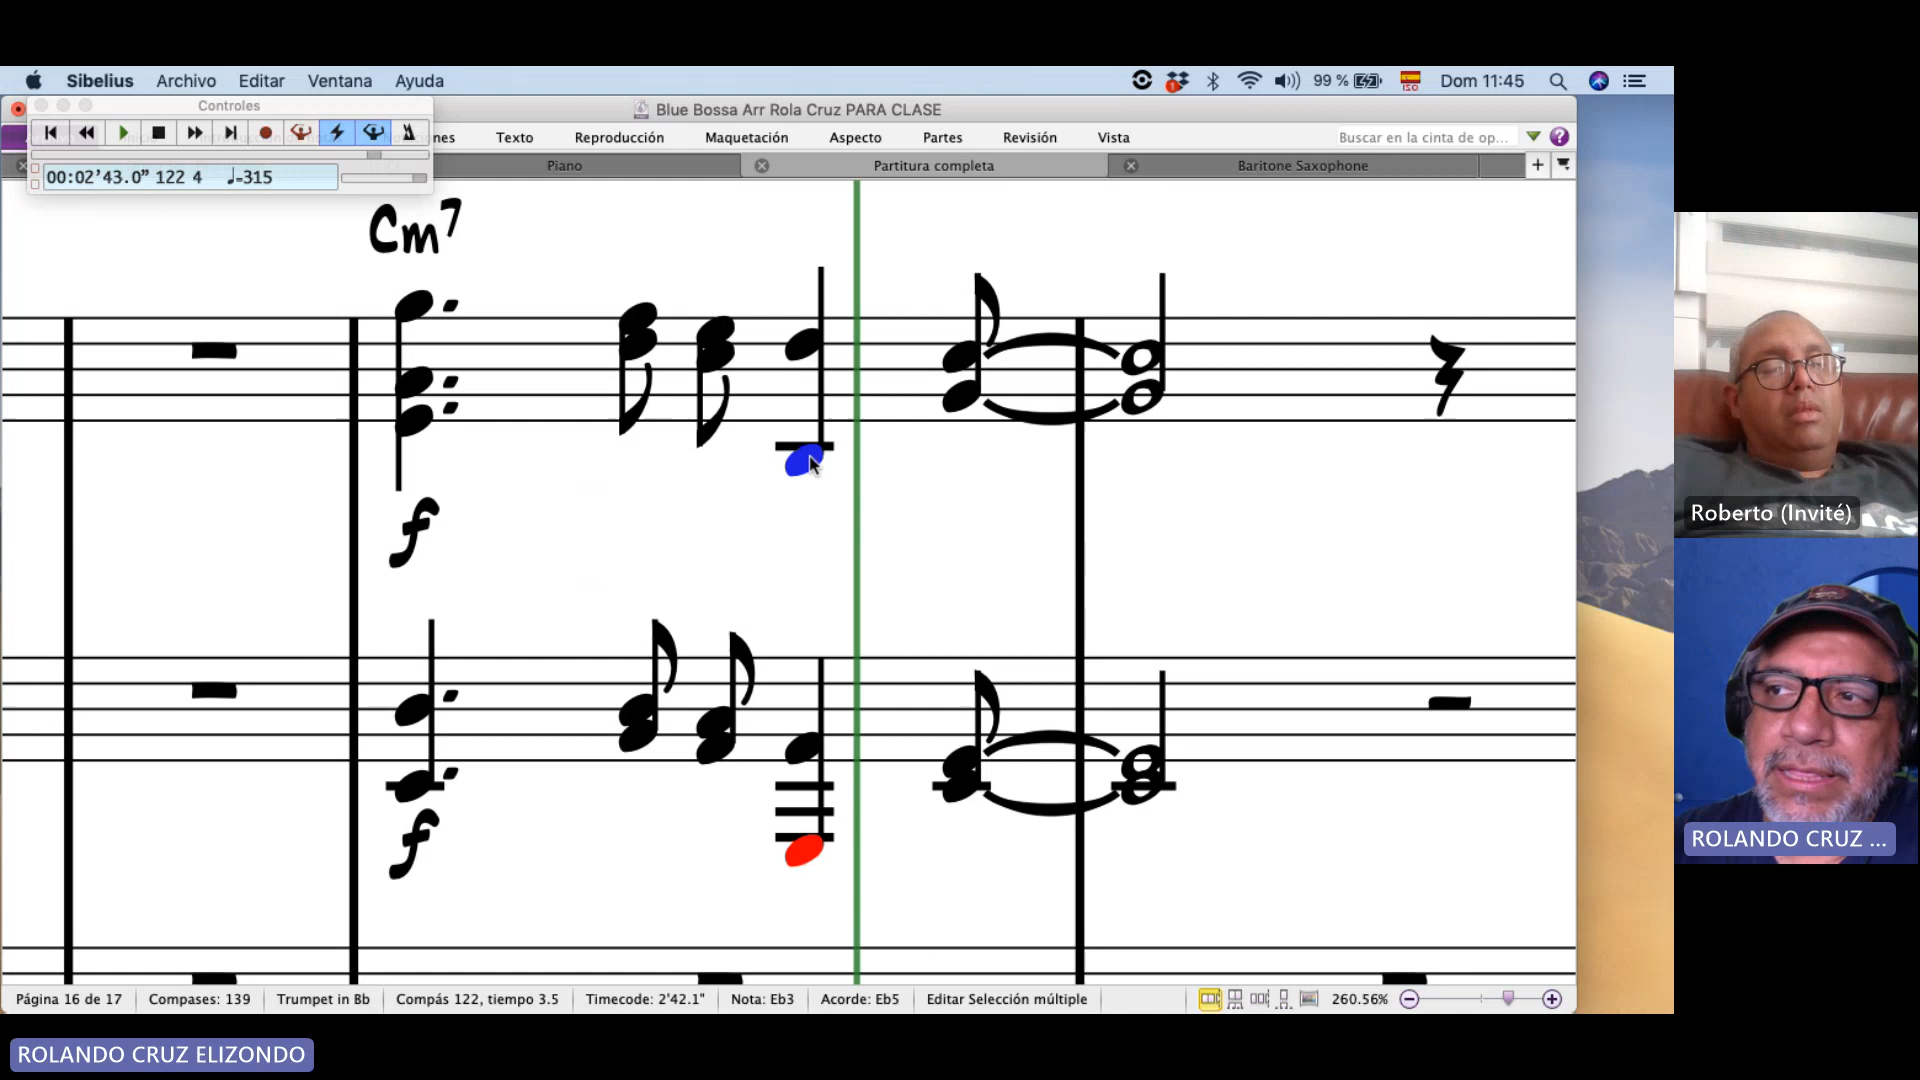 Sibelius Archivo Editar Ventana Ayuda 99 % ISO Dom 11:45
Controles
Blue Bossa Arr Rola Cruz PARA CLASE
nes Texto Reproducción Maquetación Aspecto Partes Revisión Vista Buscar en la cinta de op...
Piano Partitura completa Baritone Saxophone
00:02'43.0" 122 4 ♩=315
Cm7
f
f
Roberto (Invité)
ROLANDO CRUZ ...
Página 16 de 17 Compases: 139 Trumpet in Bb Compás 122, tiempo 3.5 Timecode: 2'42.1" Nota: Eb3 Acorde: Eb5 Editar Selección múltiple 260.56%
ROLANDO CRUZ ELIZONDO